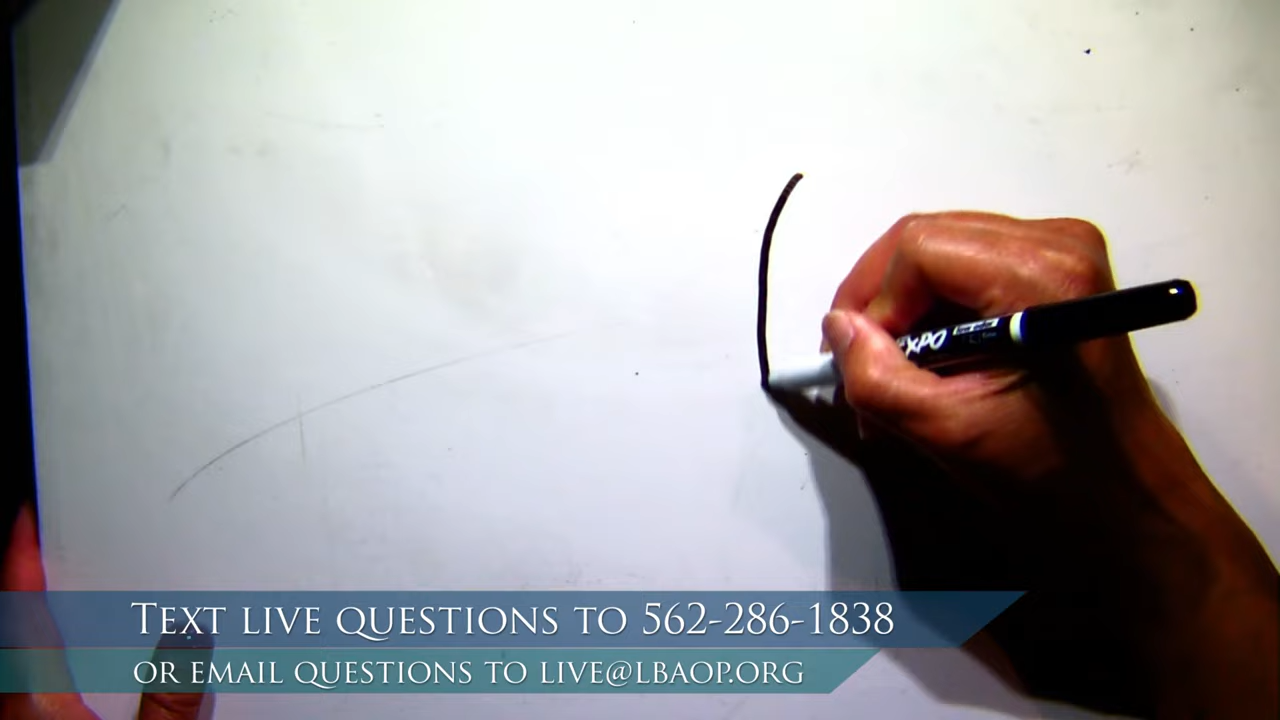 EXPO
TEXT LIVE QUESTIONS TO 562-286-1838
OR EMAIL QUESTIONS TO LIVE@LBAOP.ORG